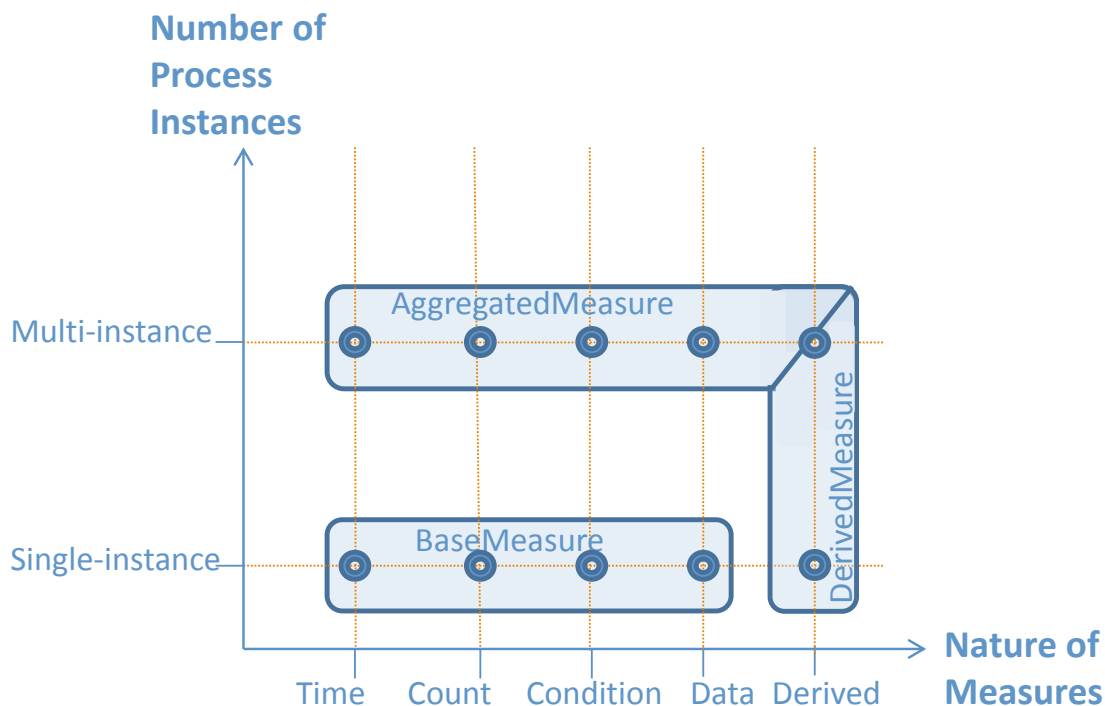 Number of
Process
Instances
AggregatedMeasure
Multi-instance
DerivedMeasure
BaseMeasure
Single-instance
Nature of
Measures
Time Count Condition Data Derived